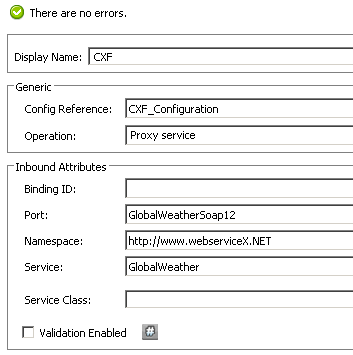 There are no errors.
Display Name: CXF
Generic
Config Reference: CXF_Configuration
Operation: Proxy service
Inbound Attributes
Binding ID:
Port: GlobalWeatherSoap12
Namespace: http://www.webserviceX.NET
Service: GlobalWeather
Service Class:
Validation Enabled #